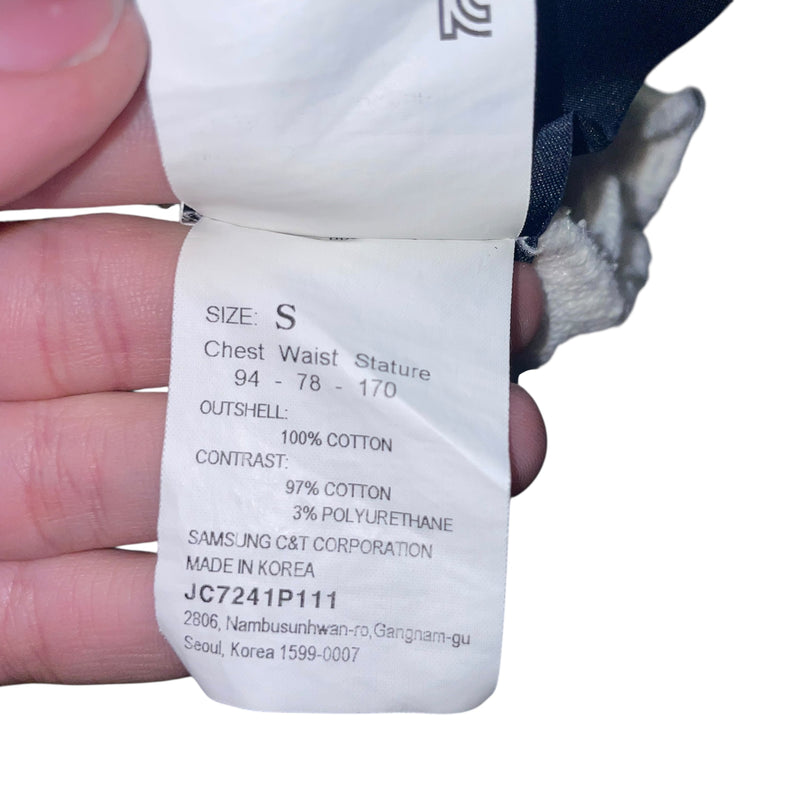 SIZE: S
Chest Waist Stature
94 - 78 - 170
OUTSHELL:
100% COTTON
CONTRAST:
97% COTTON
3% POLYURETHANE
SAMSUNG C&T CORPORATION
MADE IN KOREA
JC7241P111
2806, Nambusunhwan-ro,Gangnam-gu
Seoul, Korea 1599-0007